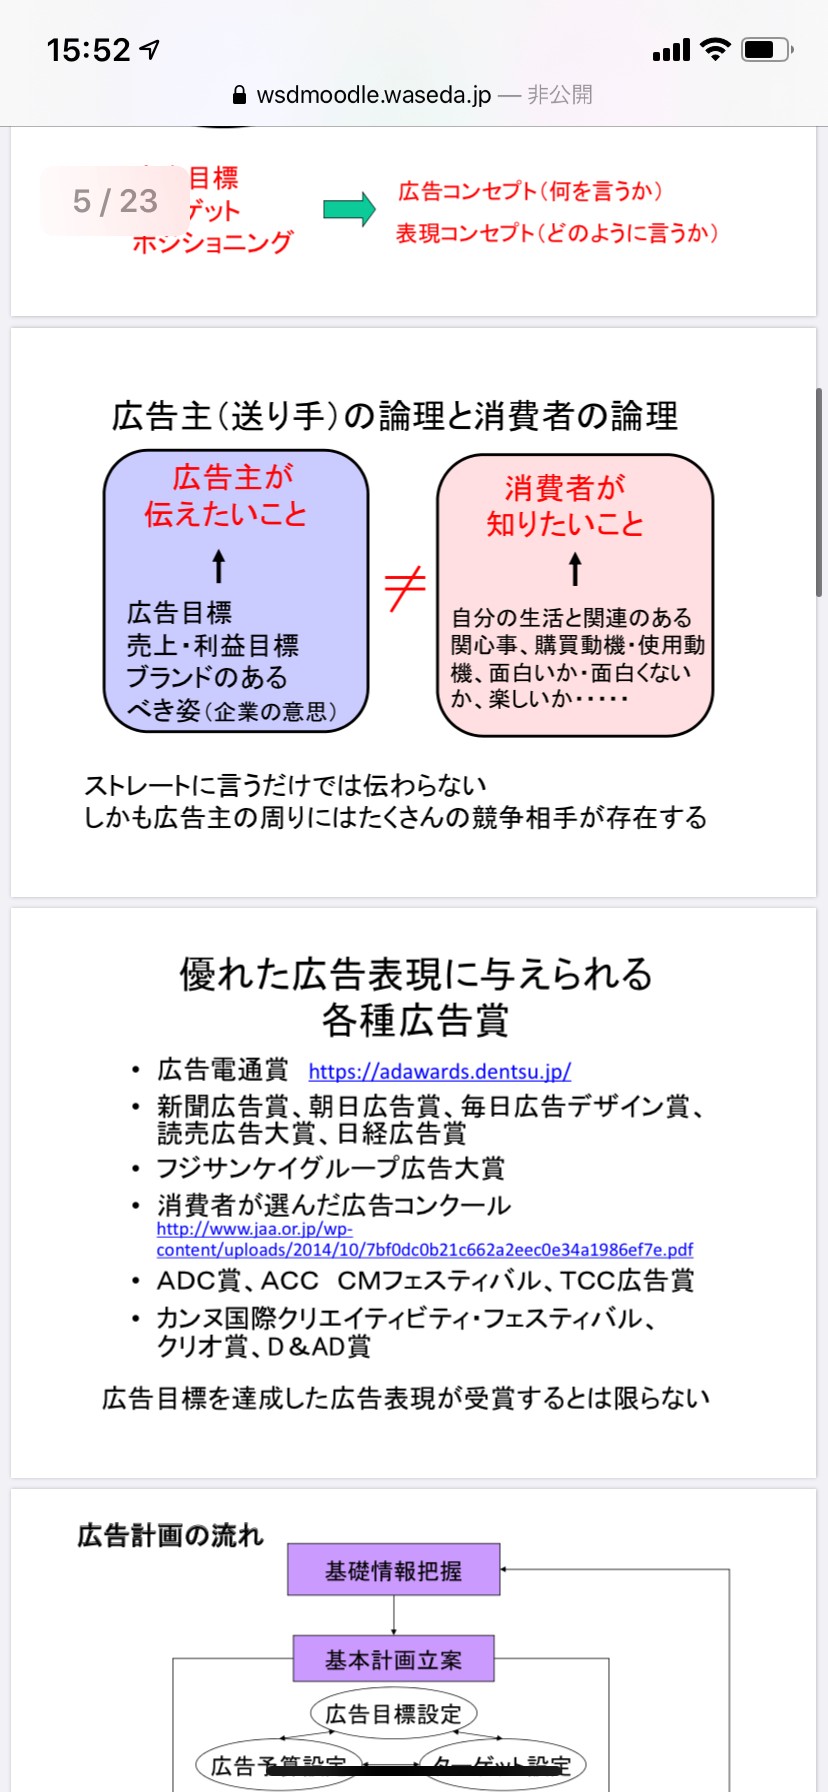 15:52
wsdmoodle.waseda.jp — 非公開
5 / 23
目標
ゲット
ポジショニング
広告コンセプト（何を言うか）
表現コンセプト（どのように言うか）
広告主（送り手）の論理と消費者の論理
広告主が
伝えたいこと
広告目標
売上・利益目標
ブランドのある
べき姿（企業の意思）
≠
消費者が
知りたいこと
自分の生活と関連のある
関心事、購買動機・使用動
機、面白いか・面白くない
か、楽しいか・・・・・
ストレートに言うだけでは伝わらない
しかも広告主の周りにはたくさんの競争相手が存在する
優れた広告表現に与えられる
各種広告賞
• 広告電通賞 https://adawards.dentsu.jp/
• 新聞広告賞、朝日広告賞、毎日広告デザイン賞、
読売広告大賞、日経広告賞
• フジサンケイグループ広告大賞
• 消費者が選んだ広告コンクール
http://www.jaa.or.jp/wp-
content/uploads/2014/10/7bf0dc0b21c662a2eec0e34a1986ef7e.pdf
• ADC賞、ACC CMフェスティバル、TCC広告賞
• カンヌ国際クリエイティビティ・フェスティバル、
クリオ賞、D＆AD賞
広告目標を達成した広告表現が受賞するとは限らない
広告計画の流れ
基礎情報把握
基本計画立案
広告目標設定
広告予算設定
ターゲット設定